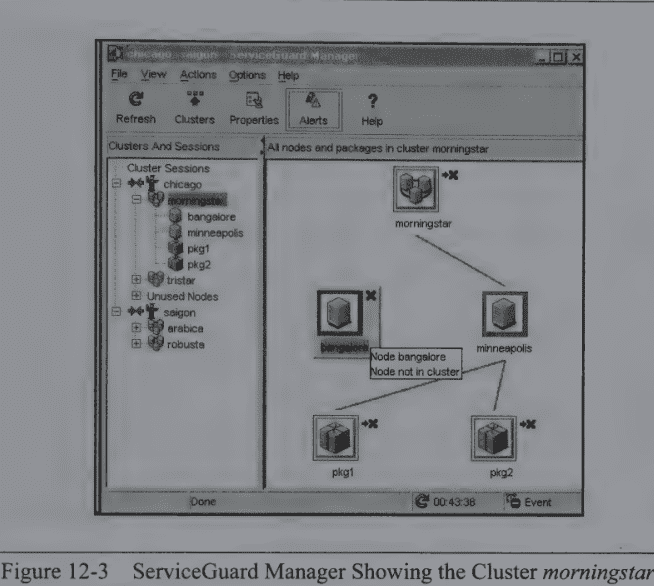 chicago - saigon - ServiceGuard Manager
File View Actions Options Help
Refresh Clusters Properties Alerts Help
Clusters And Sessions
All nodes and packages in cluster morningstar
Cluster Sessions
chicago
morningstar
bangalore
minneapolis
pkg1
pkg2
tristar
Unused Nodes
saigon
arabica
robusta
morningstar
bangalore
minneapolis
Node bangalore
Node not in cluster
pkg1
pkg2
Done
00:43:38
Event
Figure 12-3 ServiceGuard Manager Showing the Cluster morningstar